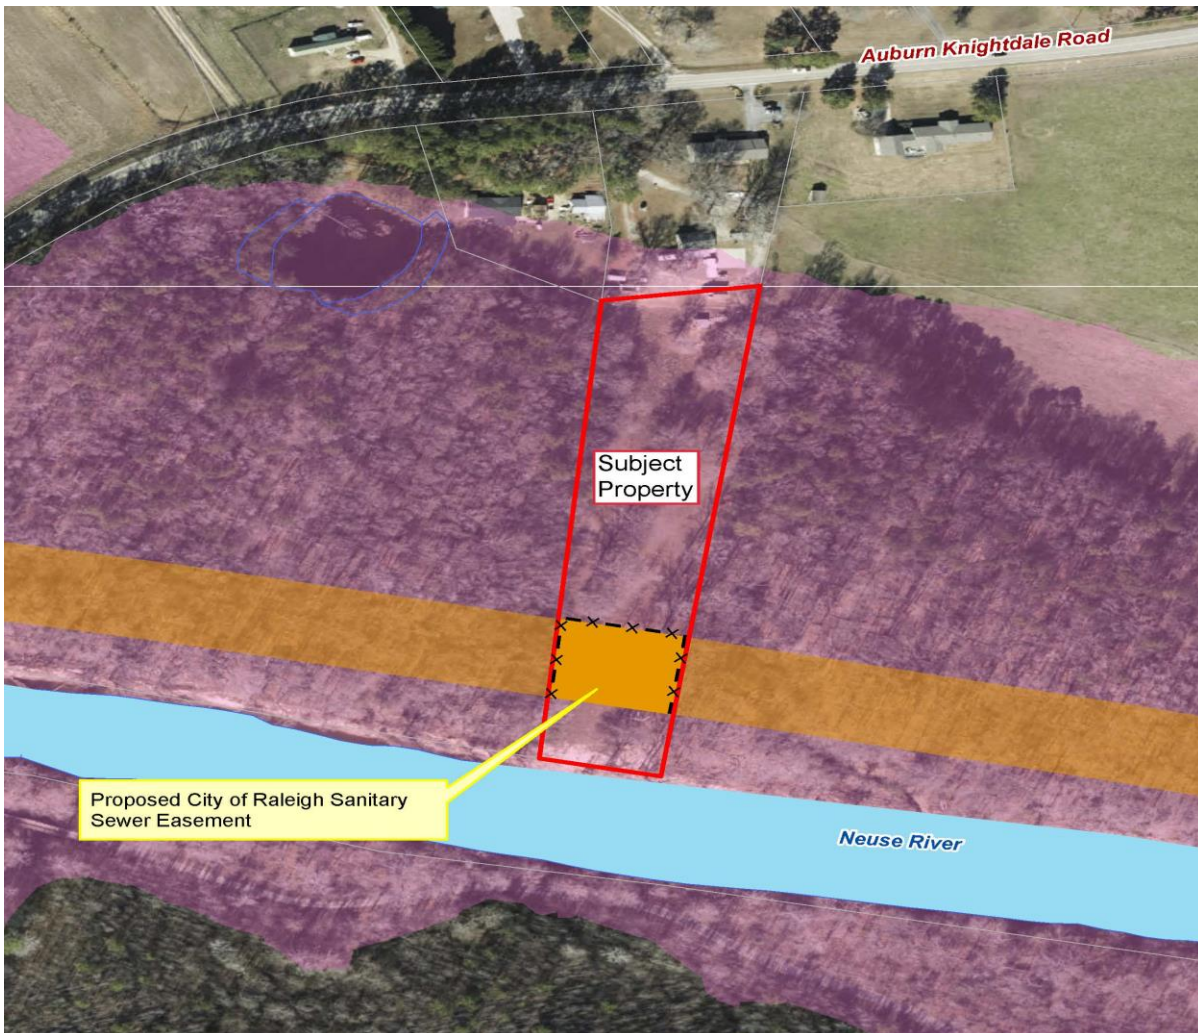 Auburn Knightdale Road
Subject
Property
Proposed City of Raleigh Sanitary
Sewer Easement
Neuse River